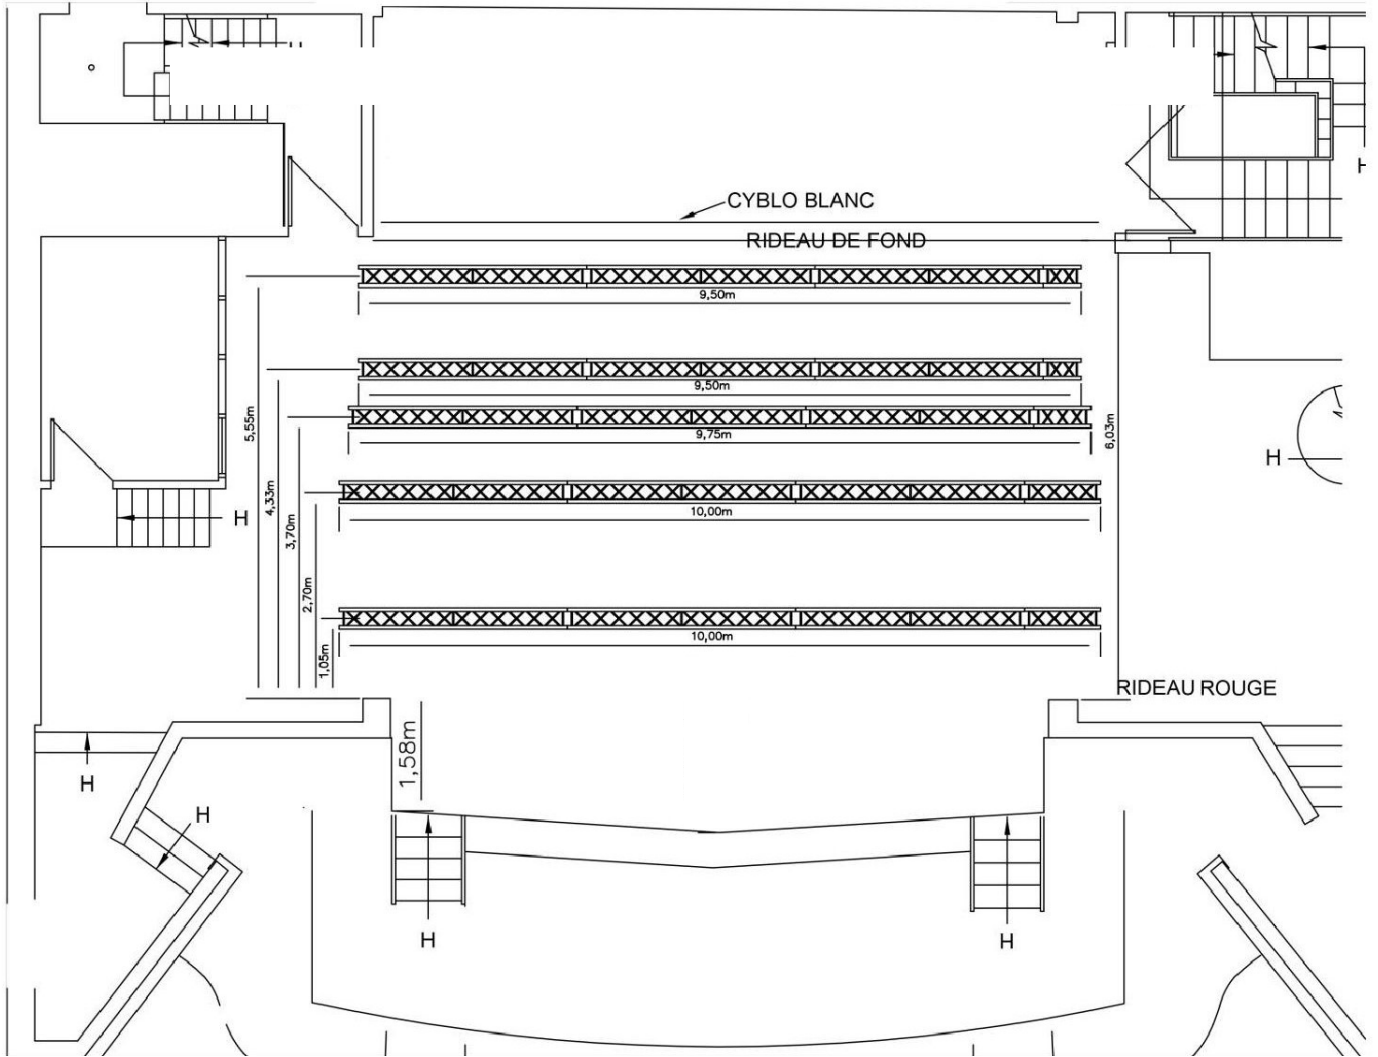 CYBLO BLANC
RIDEAU DE FOND
9,50m
9,50m
9,75m
10,00m
10,00m
5,55m
4,33m
3,70m
2,70m
1,05m
6,03m
H
H
H
RIDEAU ROUGE
1,58m
H
H
H
H